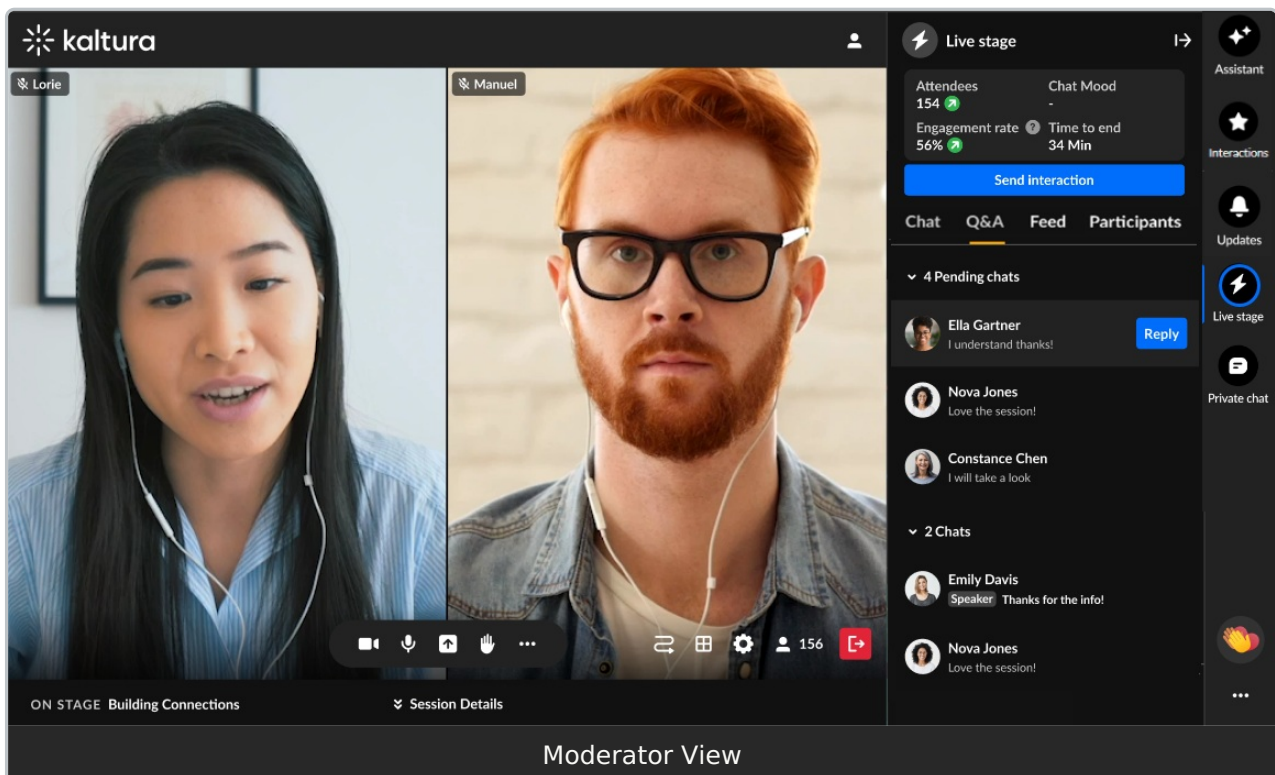 kaltura
Lorie
Manuel
156
ON STAGE Building Connections
Session Details
Live stage
Attendees
154
Chat Mood
-
Engagement rate ?
56%
Time to end
34 Min
Send interaction
Chat Q&A Feed Participants
4 Pending chats
Ella Gartner
I understand thanks!
Reply
Nova Jones
Love the session!
Constance Chen
I will take a look
2 Chats
Emily Davis
Speaker Thanks for the info!
Nova Jones
Love the session!
Assistant
Interactions
Updates
Live stage
Private chat
Moderator View